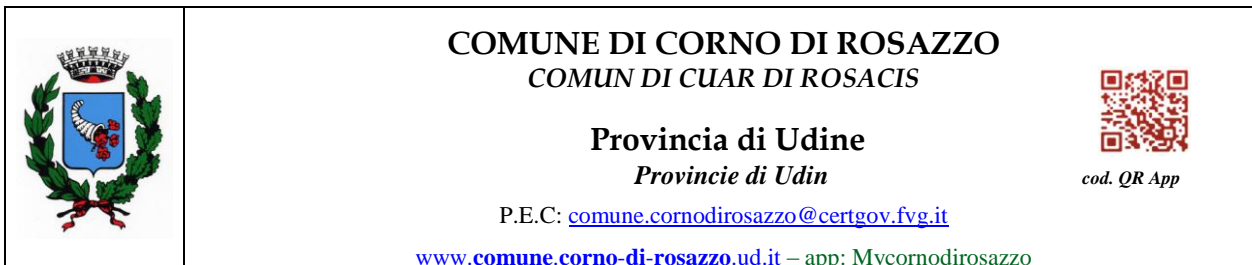 COMUNE DI CORNO DI ROSAZZO
COMUN DI CUAR DI ROSACIS
Provincia di Udine
Provincie di Udin
cod. QR App
P.E.C: comune.cornodirosazzo@certgov.fvg.it
www.comune.corno-di-rosazzo.ud.it – app: Mycornodirosazzo